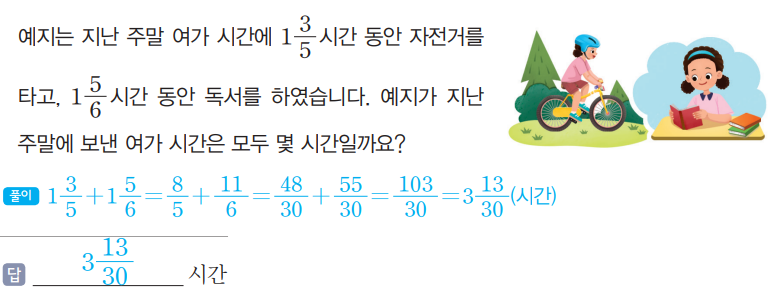 예지는 지난 주말 여가 시간에 1 3/5 시간 동안 자전거를
타고, 1 5/6 시간 동안 독서를 하였습니다. 예지가 지난
주말에 보낸 여가 시간은 모두 몇 시간일까요?
풀이 1 3/5 + 1 5/6 = 8/5 + 11/6 = 48/30 + 55/30 = 103/30 = 3 13/30 (시간)
답 3 13/30 시간